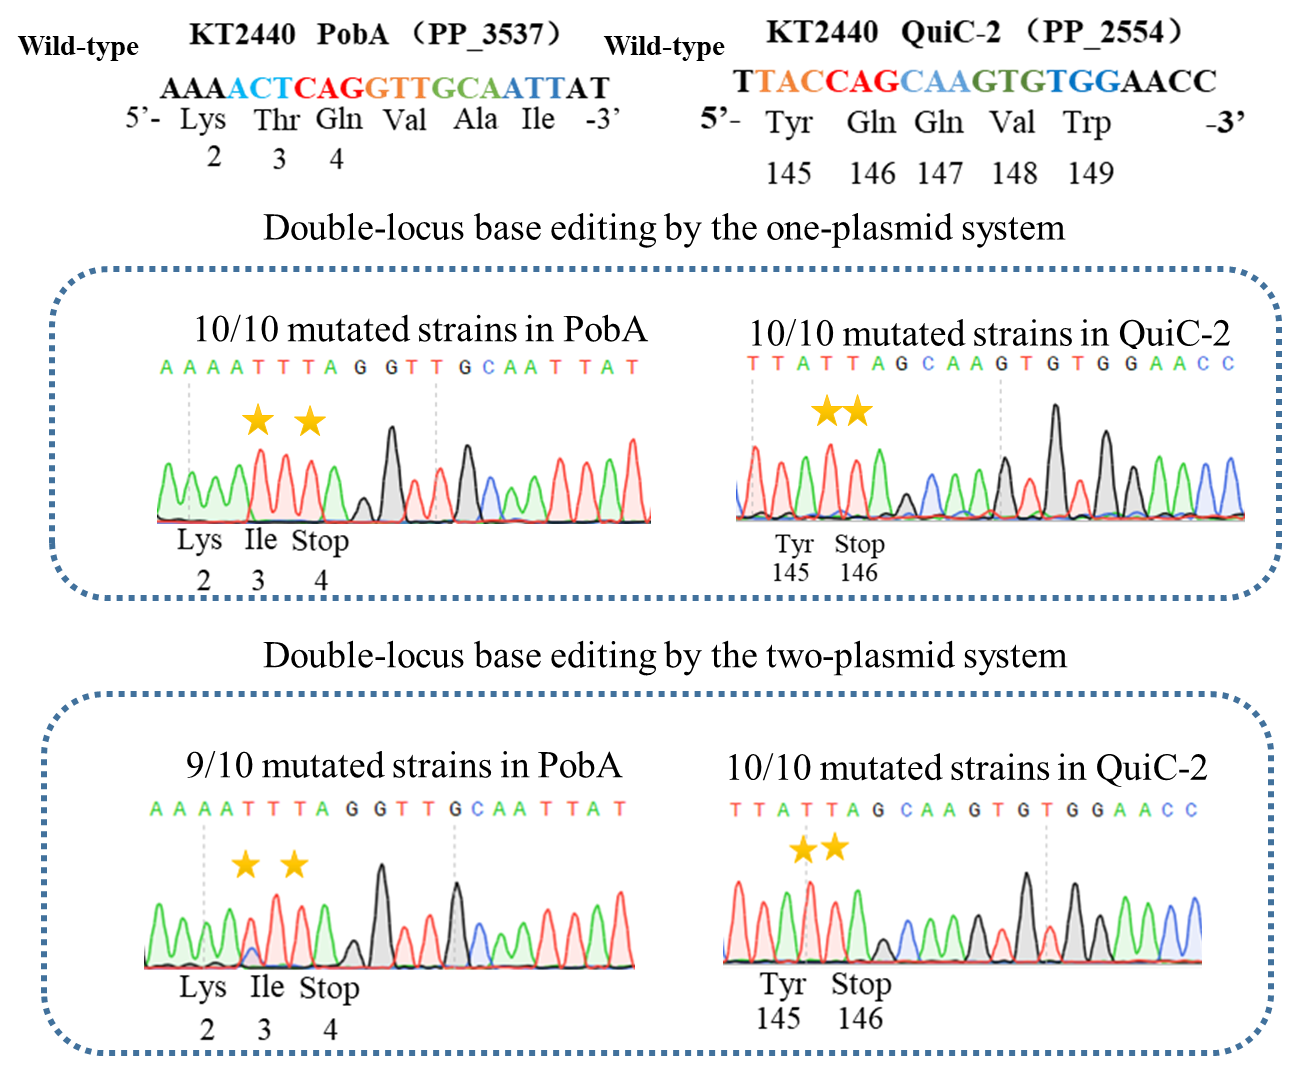 KT2440 PobA （PP_3537）
KT2440 QuiC-2 （PP_2554）
Wild-type
Wild-type
AAAACTCAGGTTGCAATTAT
TTACCAGCAAGTGTGGAACC
5’- Lys Thr Gln Val Ala Ile -3’
5’- Tyr Gln Gln Val Trp -3’
2 3 4
145 146 147 148 149
Double-locus base editing by the one-plasmid system
10/10 mutated strains in PobA
10/10 mutated strains in QuiC-2
A A A A T T T A G G T T G C A A T T A T
T T A T T A G C A A G T G T G G A A C C
Lys Ile Stop
2 3 4
Tyr Stop
145 146
Double-locus base editing by the two-plasmid system
9/10 mutated strains in PobA
10/10 mutated strains in QuiC-2
A A A A T T T A G G T T G C A A T T A T
T T A T T A G C A A G T G T G G A A C C
Lys Ile Stop
2 3 4
Tyr Stop
145 146